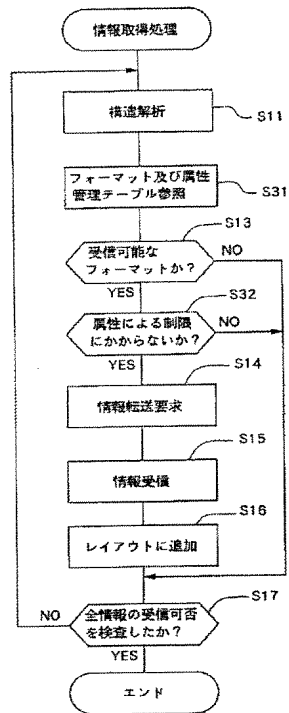 情報取得処理
構造解析
S11
フォーマット及び属性
管理テーブル参照
S31
S13
受信可能な
フォーマットか?
NO
YES
S32
属性による制限
にかからないか?
NO
YES
S14
情報転送要求
S15
情報受信
S16
レイアウトに追加
S17
NO
全情報の受信可否
を検査したか?
YES
エンド